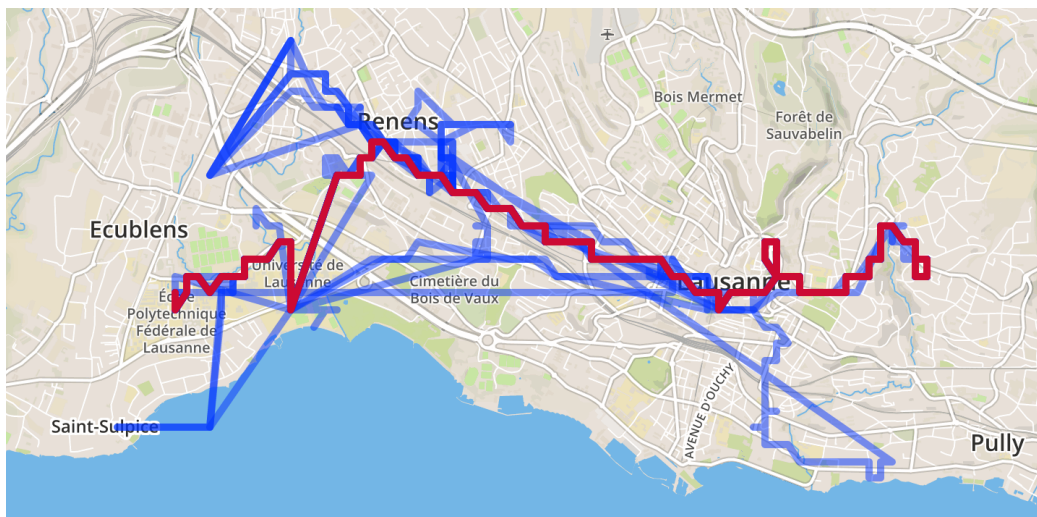 Bois Mermet
Forêt de
Sauvabelin
Renens
Ecublens
Université de
Lausanne
Cimetière du
Bois de Vaux
Lausanne
École
Polytechnique
Fédérale de
Lausanne
AVENUE D'OUCHY
Saint-Sulpice
Pully